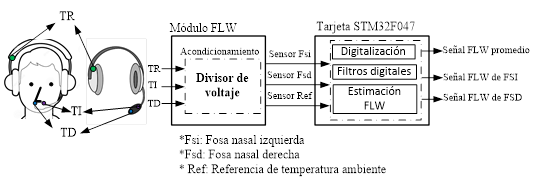 TR
TI
TD
Módulo FLW
Acondicionamiento
Divisor de
voltaje
TR
TI
TD
Sensor Fsi
Sensor Fsd
Sensor Ref
Tarjeta STM32F047
Digitalización
Filtros digitales
Estimación
FLW
Señal FLW promedio
Señal FLW de FSI
Señal FLW de FSD
*Fsi: Fosa nasal izquierda
*Fsd: Fosa nasal derecha
* Ref: Referencia de temperatura ambiente